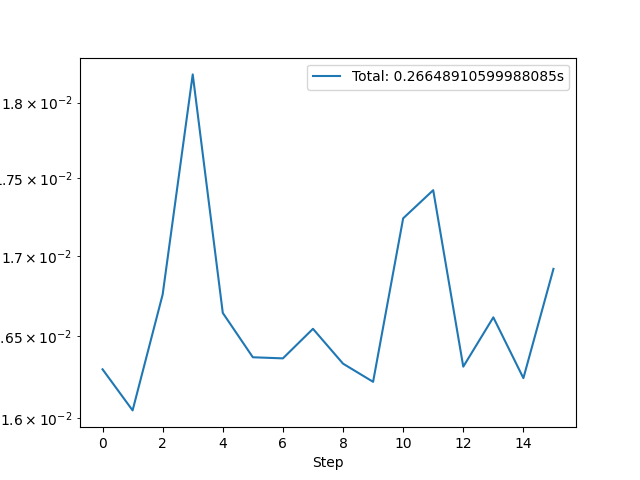 Total: 0.26648910599988085s
1.8 × 10⁻²
1.75 × 10⁻²
1.7 × 10⁻²
.65 × 10⁻²
1.6 × 10⁻²
0 2 4 6 8 10 12 14
Step